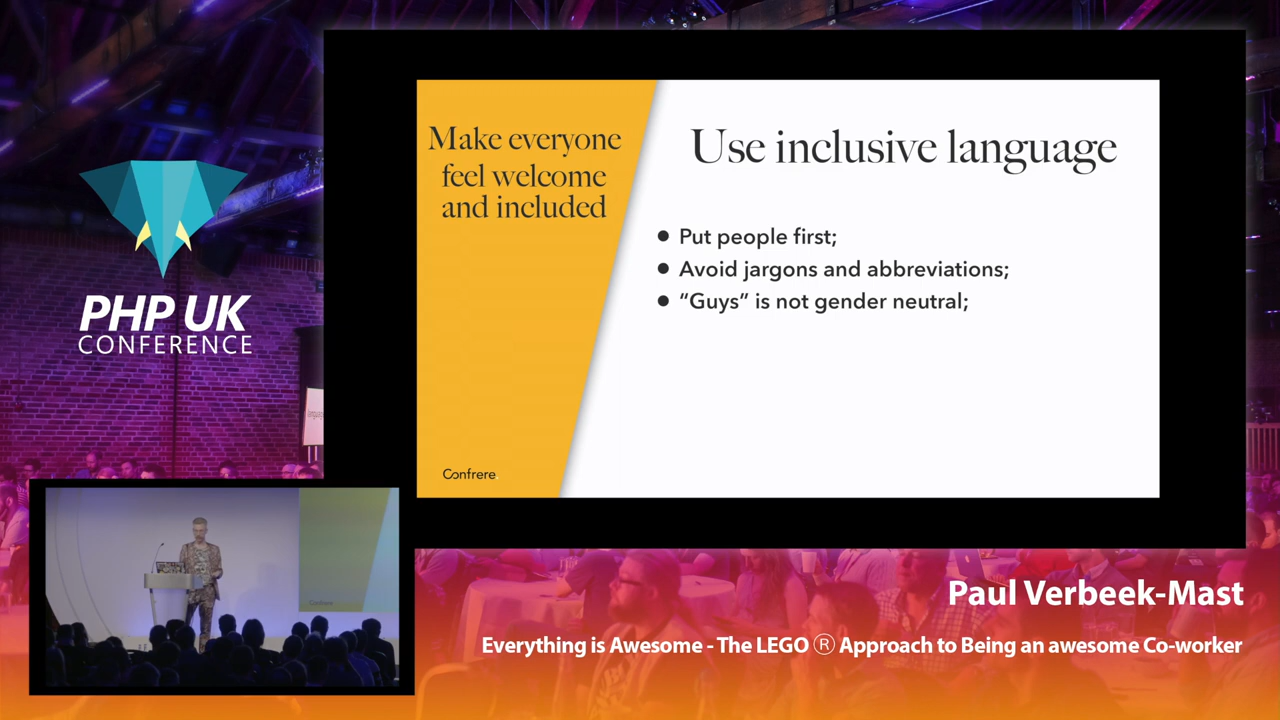 PHP UK
CONFERENCE
Make everyone
feel welcome
and included
Use inclusive language
● Put people first;
● Avoid jargons and abbreviations;
● “Guys” is not gender neutral;
Confrere
Confrere
Paul Verbeek-Mast
Everything is Awesome - The LEGO Ⓡ Approach to Being an awesome Co-worker